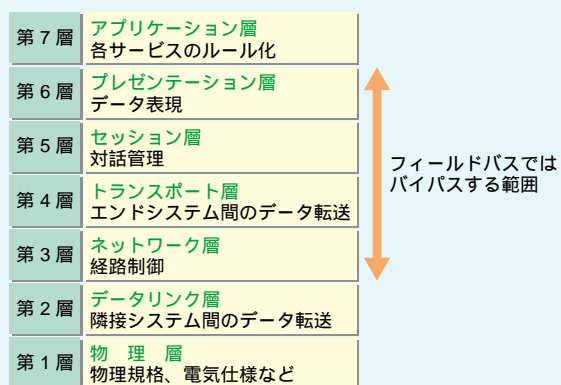 第7層
アプリケーション層
各サービスのルール化
第6層
プレゼンテーション層
データ表現
第5層
セッション層
対話管理
第4層
トランスポート層
エンドシステム間のデータ転送
第3層
ネットワーク層
経路制御
第2層
データリンク層
隣接システム間のデータ転送
第1層
物 理 層
物理規格、電気仕様など
フィールドバスでは
バイパスする範囲